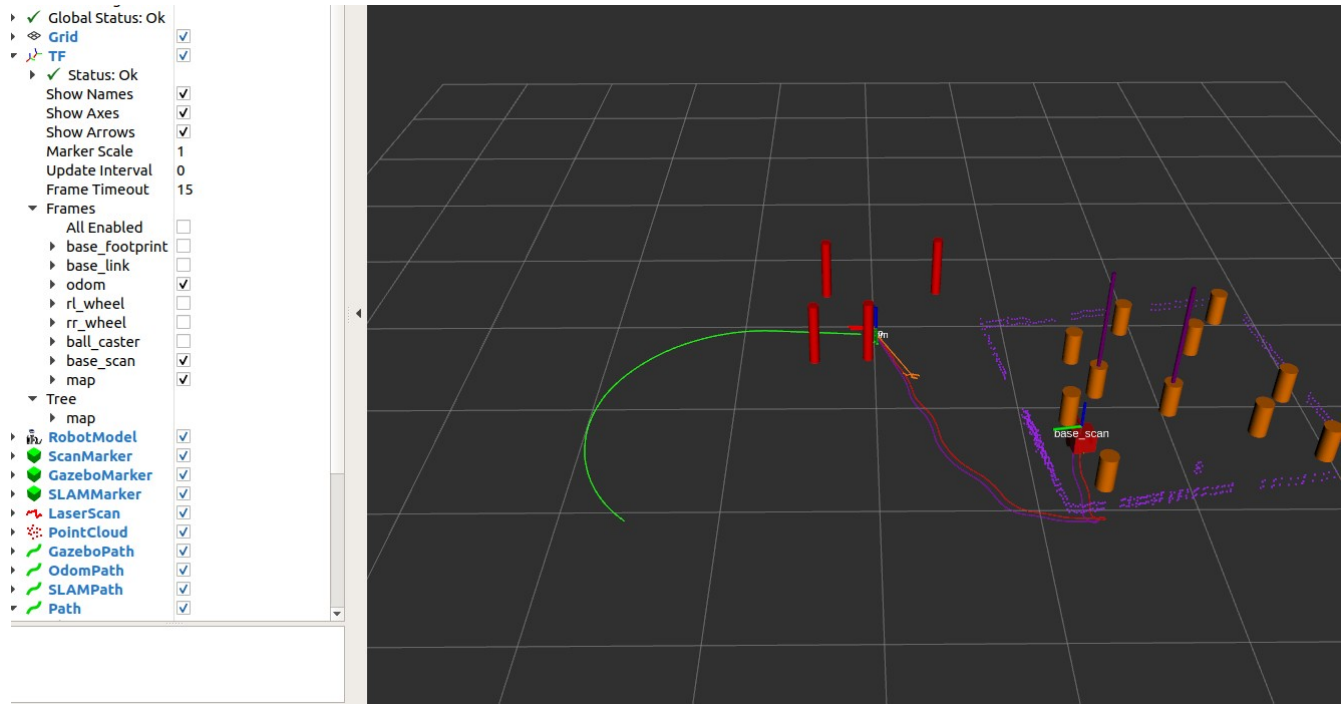 Global Status: Ok
Grid
TF
Status: Ok
Show Names
Show Axes
Show Arrows
Marker Scale 1
Update Interval 0
Frame Timeout 15
Frames
All Enabled
base_footprint
base_link
odom
rl_wheel
rr_wheel
ball_caster
base_scan
map
Tree
map
RobotModel
ScanMarker
GazeboMarker
SLAMMarker
LaserScan
PointCloud
GazeboPath
OdomPath
SLAMPath
Path
base_scan